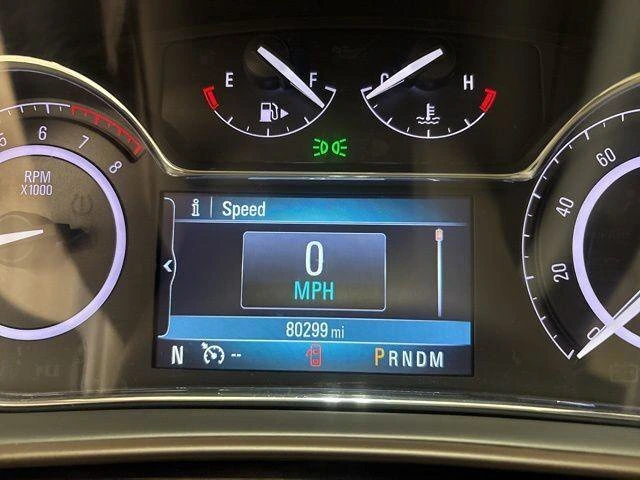 E F C H
5 6 7 8
RPM
X1000
i Speed
0
MPH
80299 mi
N -- PRNDM
60
40
20
0